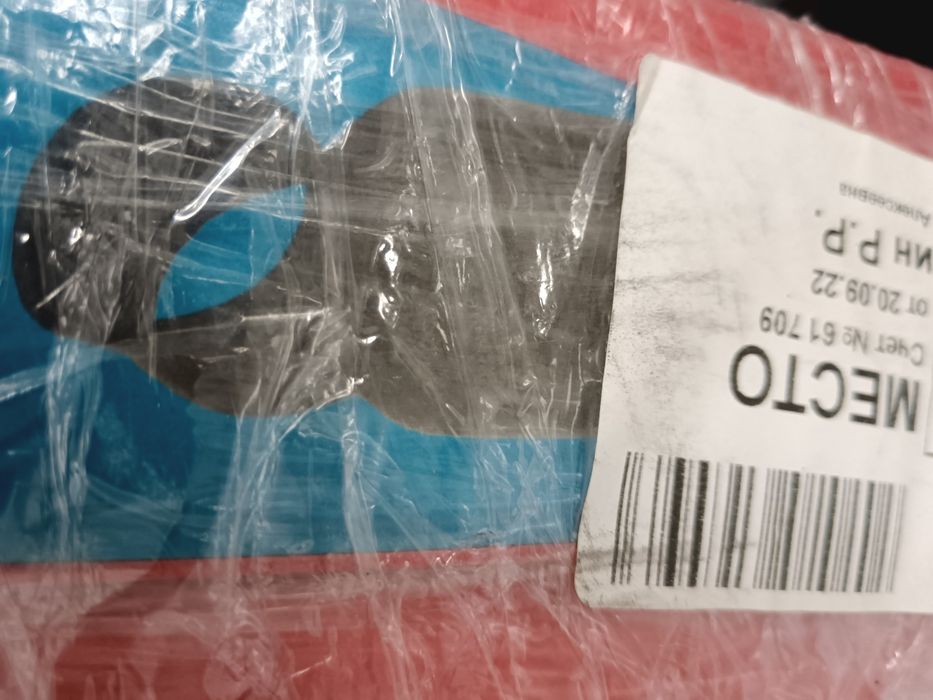 МЕСТО
Счет № 61 709
от 20.09.22
ин Р.Р.
Алексеевна